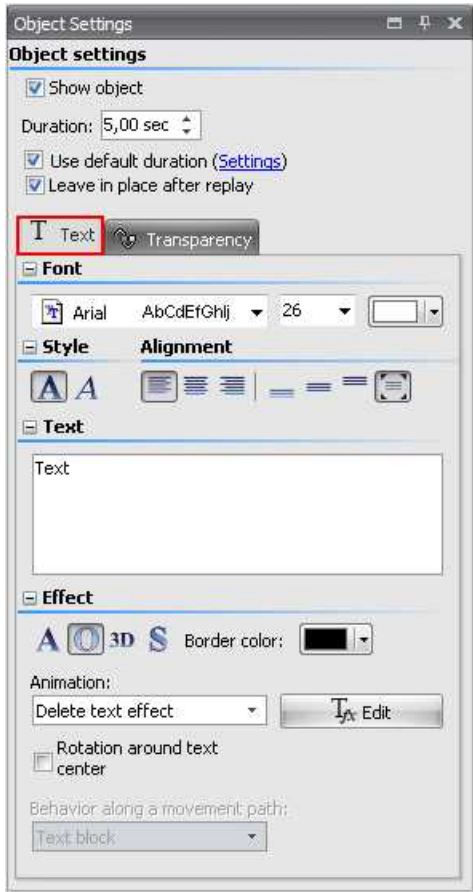 Object Settings
Object settings
Show object
Duration: 5,00 sec
Use default duration (Settings)
Leave in place after replay
T Text Transparency
Font
Arial AbCdEfGhIj 26
Style Alignment
A A
Text
Text
Effect
A O 3D S Border color:
Animation:
Delete text effect Tfx Edit
Rotation around text
center
Behavior along a movement path:
Text block